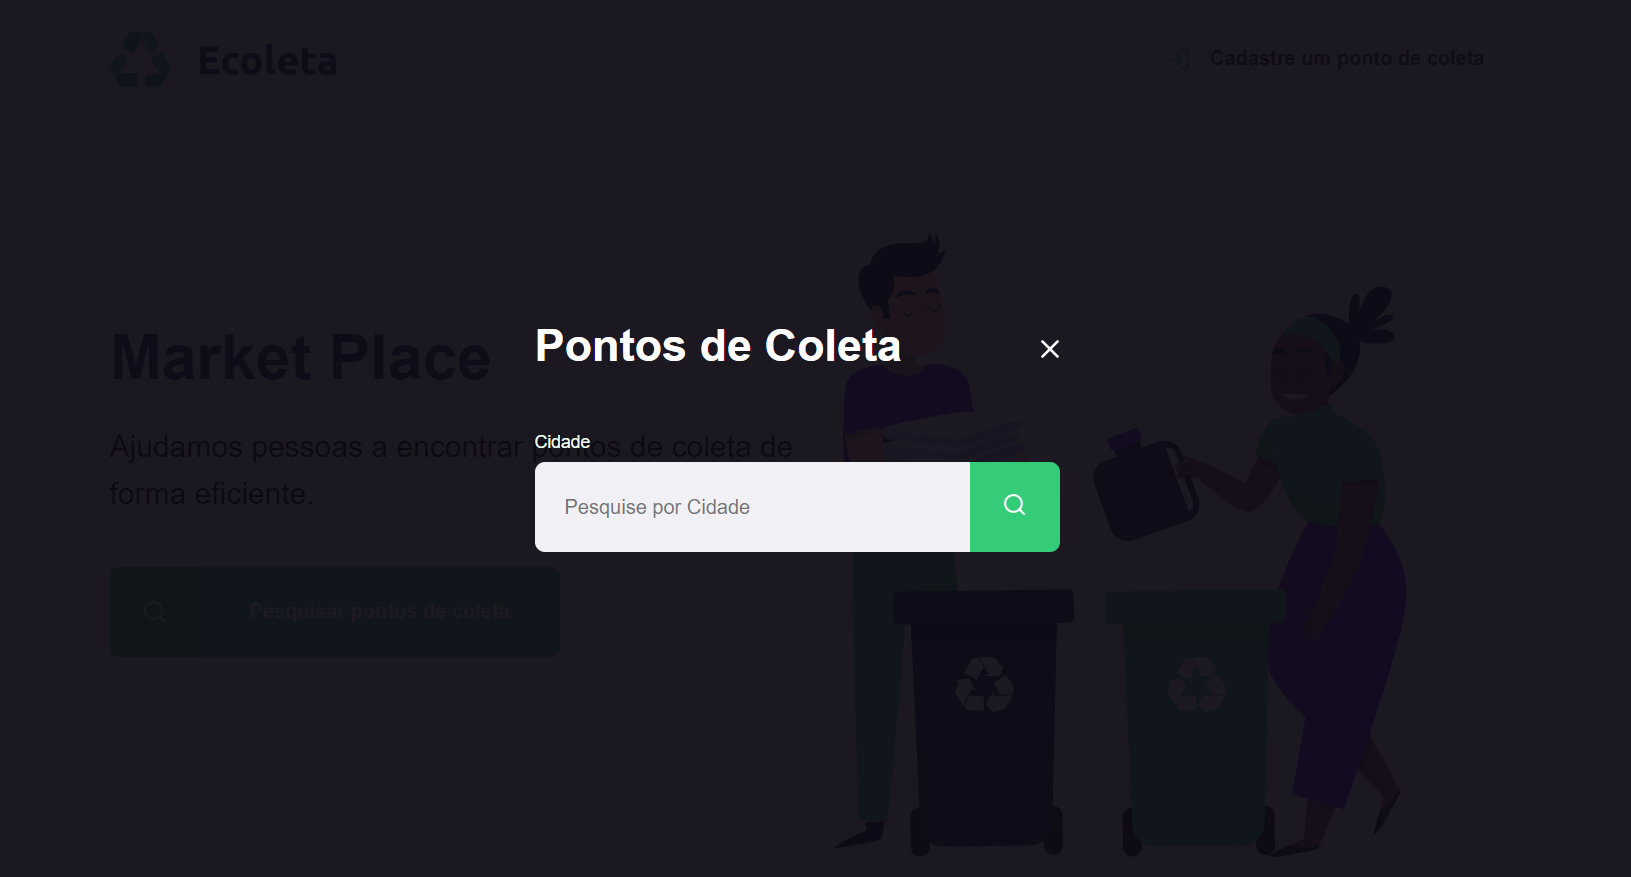 Ecoleta
Cadastre um ponto de coleta
Market Place
Ajudamos pessoas a encontrar pontos de coleta de
forma eficiente.
Pesquisar pontos de coleta
Pontos de Coleta
Cidade
Pesquise por Cidade